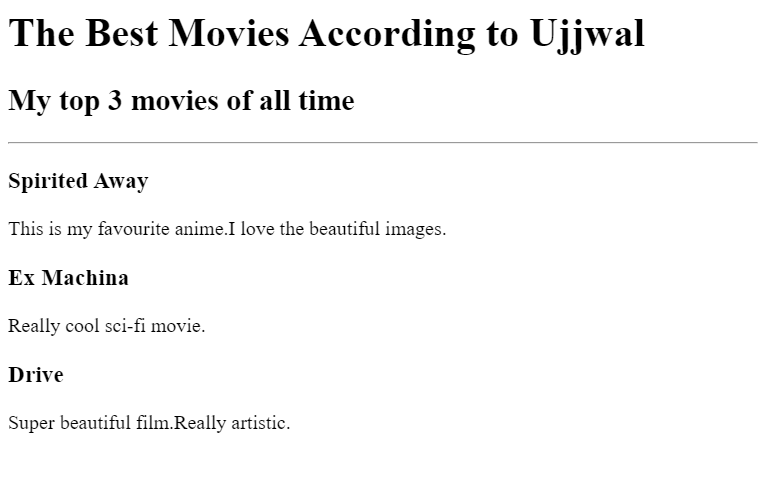 The Best Movies According to Ujjwal
My top 3 movies of all time
Spirited Away
This is my favourite anime.I love the beautiful images.
Ex Machina
Really cool sci-fi movie.
Drive
Super beautiful film.Really artistic.